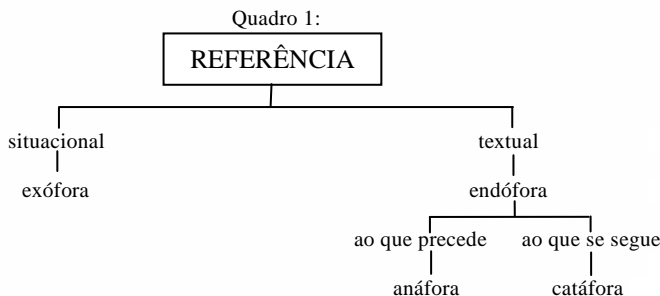 Quadro 1:
REFERÊNCIA
situacional textual
exófora endófora
ao que precede ao que se segue
anáfora catáfora